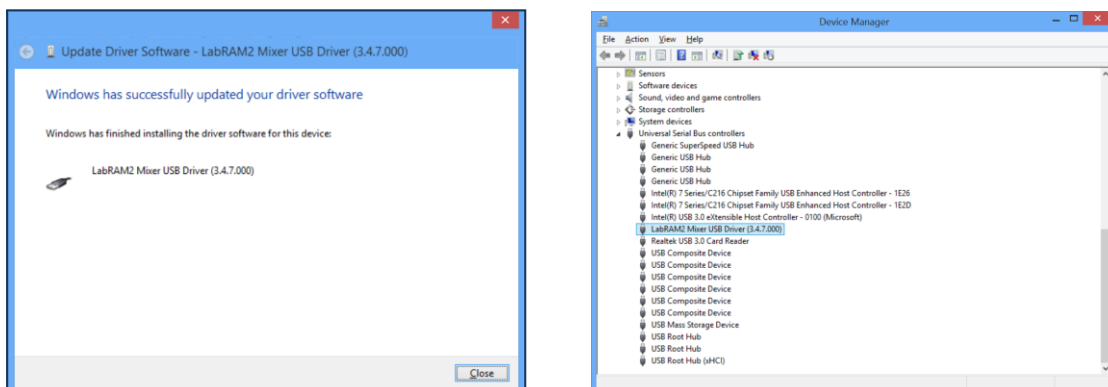 Update Driver Software - LabRAM2 Mixer USB Driver (3.4.7.000)
Windows has successfully updated your driver software
Windows has finished installing the driver software for this device:
LabRAM2 Mixer USB Driver (3.4.7.000)
Close
Device Manager
File Action View Help
Sensors
Software devices
Sound, video and game controllers
Storage controllers
System devices
Universal Serial Bus controllers
Generic SuperSpeed USB Hub
Generic USB Hub
Generic USB Hub
Generic USB Hub
Intel(R) 7 Series/C216 Chipset Family USB Enhanced Host Controller - 1E26
Intel(R) 7 Series/C216 Chipset Family USB Enhanced Host Controller - 1E2D
Intel(R) USB 3.0 eXtensible Host Controller - 0100 (Microsoft)
LabRAM2 Mixer USB Driver (3.4.7.000)
Realtek USB 3.0 Card Reader
USB Composite Device
USB Composite Device
USB Composite Device
USB Composite Device
USB Composite Device
USB Mass Storage Device
USB Root Hub
USB Root Hub
USB Root Hub (xHCI)